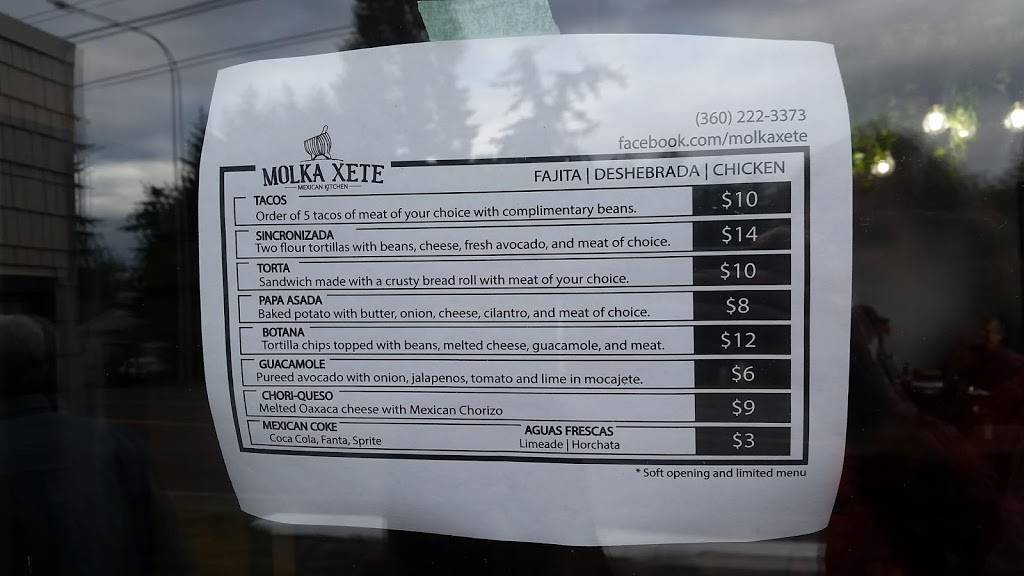 (360) 222-3373
facebook.com/molkaxete
MOLKA XETE
MEXICAN KITCHEN
FAJITA | DESHEBRADA | CHICKEN
TACOS
Order of 5 tacos of meat of your choice with complimentary beans.
$10
SINCRONIZADA
Two flour tortillas with beans, cheese, fresh avocado, and meat of choice.
$14
TORTA
Sandwich made with a crusty bread roll with meat of your choice.
$10
PAPA ASADA
Baked potato with butter, onion, cheese, cilantro, and meat of choice.
$8
BOTANA
Tortilla chips topped with beans, melted cheese, guacamole, and meat.
$12
GUACAMOLE
Pureed avocado with onion, jalapenos, tomato and lime in mocajete.
$6
CHORI-QUESO
Melted Oaxaca cheese with Mexican Chorizo
$9
MEXICAN COKE
Coca Cola, Fanta, Sprite
AGUAS FRESCAS
Limeade | Horchata
$3
* Soft opening and limited menu